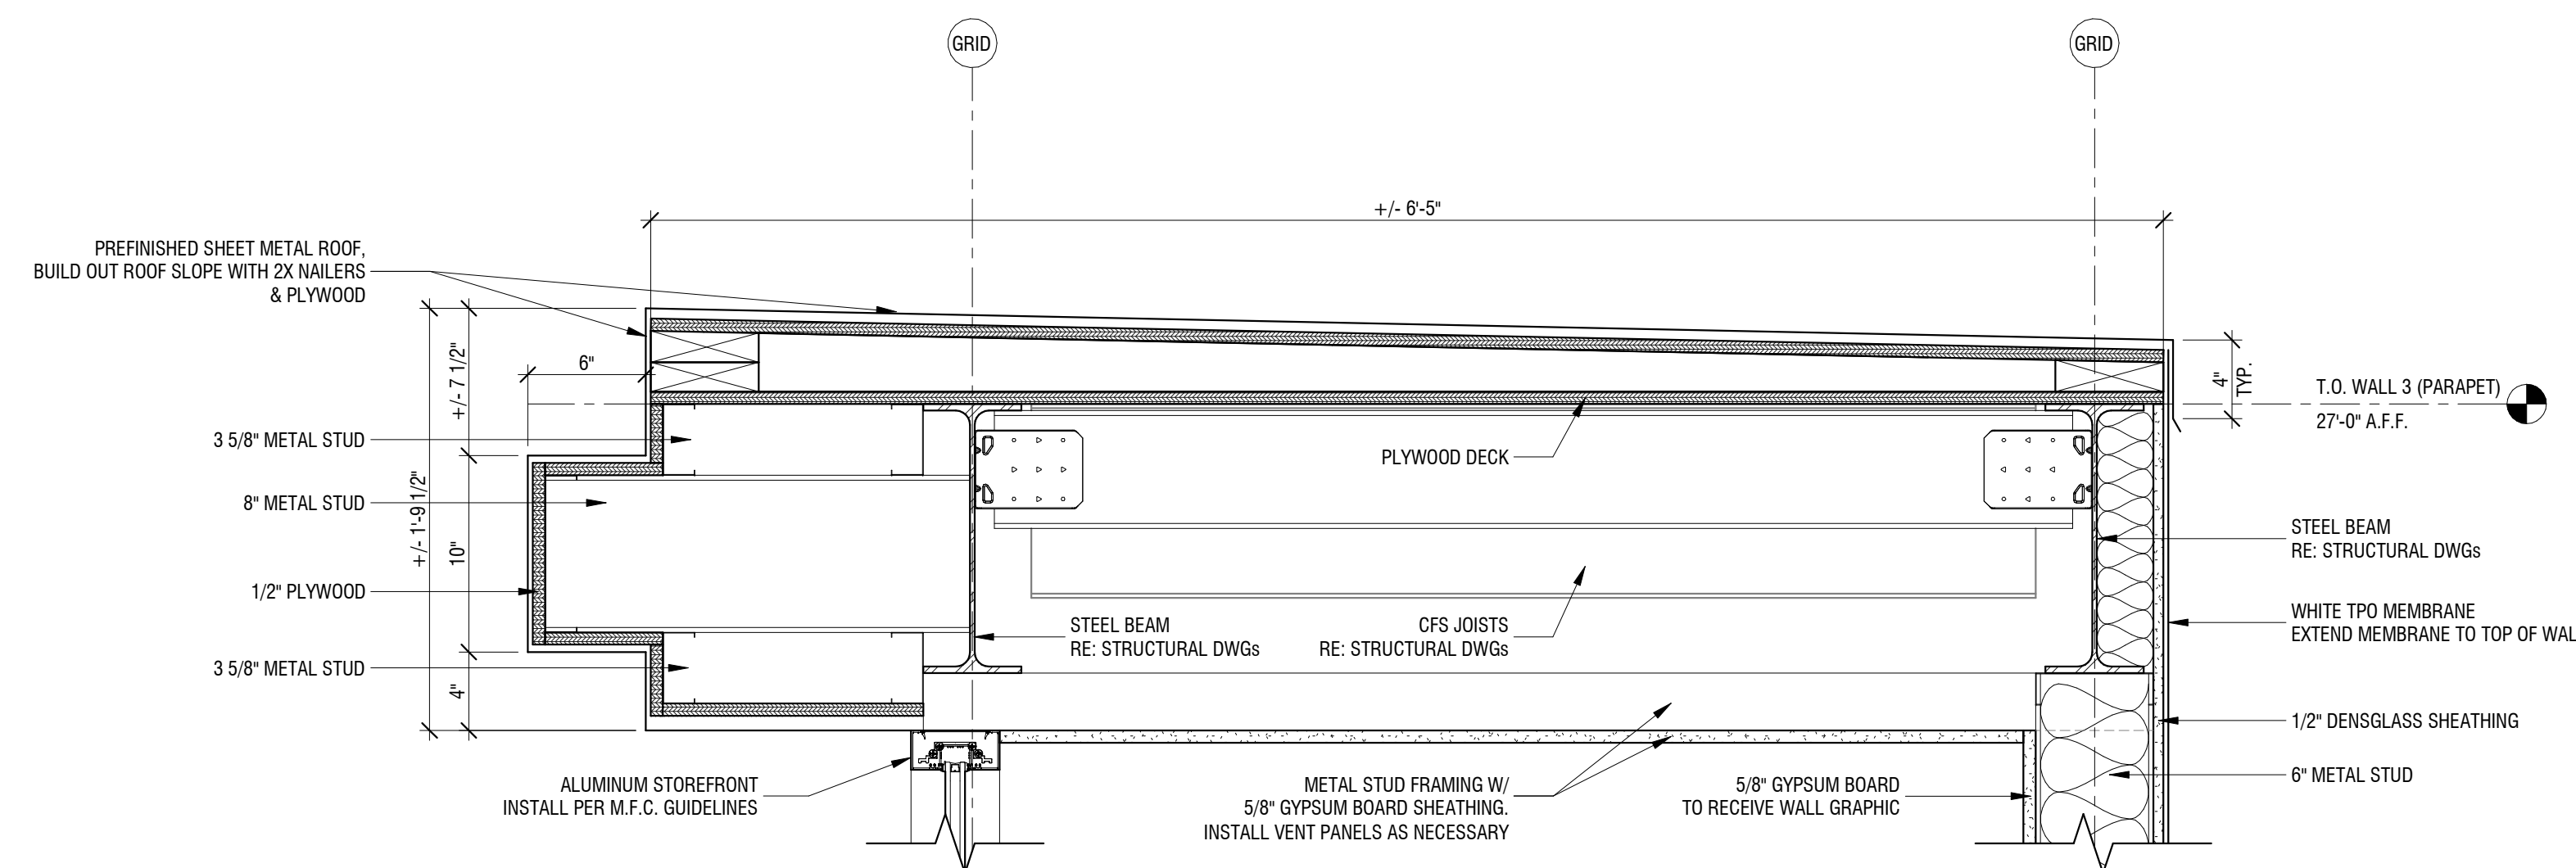 GRID
GRID
+/- 6'-5"
PREFINISHED SHEET METAL ROOF,
BUILD OUT ROOF SLOPE WITH 2X NAILERS
& PLYWOOD
6"
+/- 7 1/2"
+/- 1'-9 1/2"
10"
4"
3 5/8" METAL STUD
8" METAL STUD
1/2" PLYWOOD
3 5/8" METAL STUD
PLYWOOD DECK
STEEL BEAM
RE: STRUCTURAL DWGs
CFS JOISTS
RE: STRUCTURAL DWGs
4"
TYP.
T.O. WALL 3 (PARAPET)
27'-0" A.F.F.
STEEL BEAM
RE: STRUCTURAL DWGs
WHITE TPO MEMBRANE
EXTEND MEMBRANE TO TOP OF WAL
1/2" DENSGLASS SHEATHING
6" METAL STUD
ALUMINUM STOREFRONT
INSTALL PER M.F.C. GUIDELINES
METAL STUD FRAMING W/
5/8" GYPSUM BOARD SHEATHING.
INSTALL VENT PANELS AS NECESSARY
5/8" GYPSUM BOARD
TO RECEIVE WALL GRAPHIC